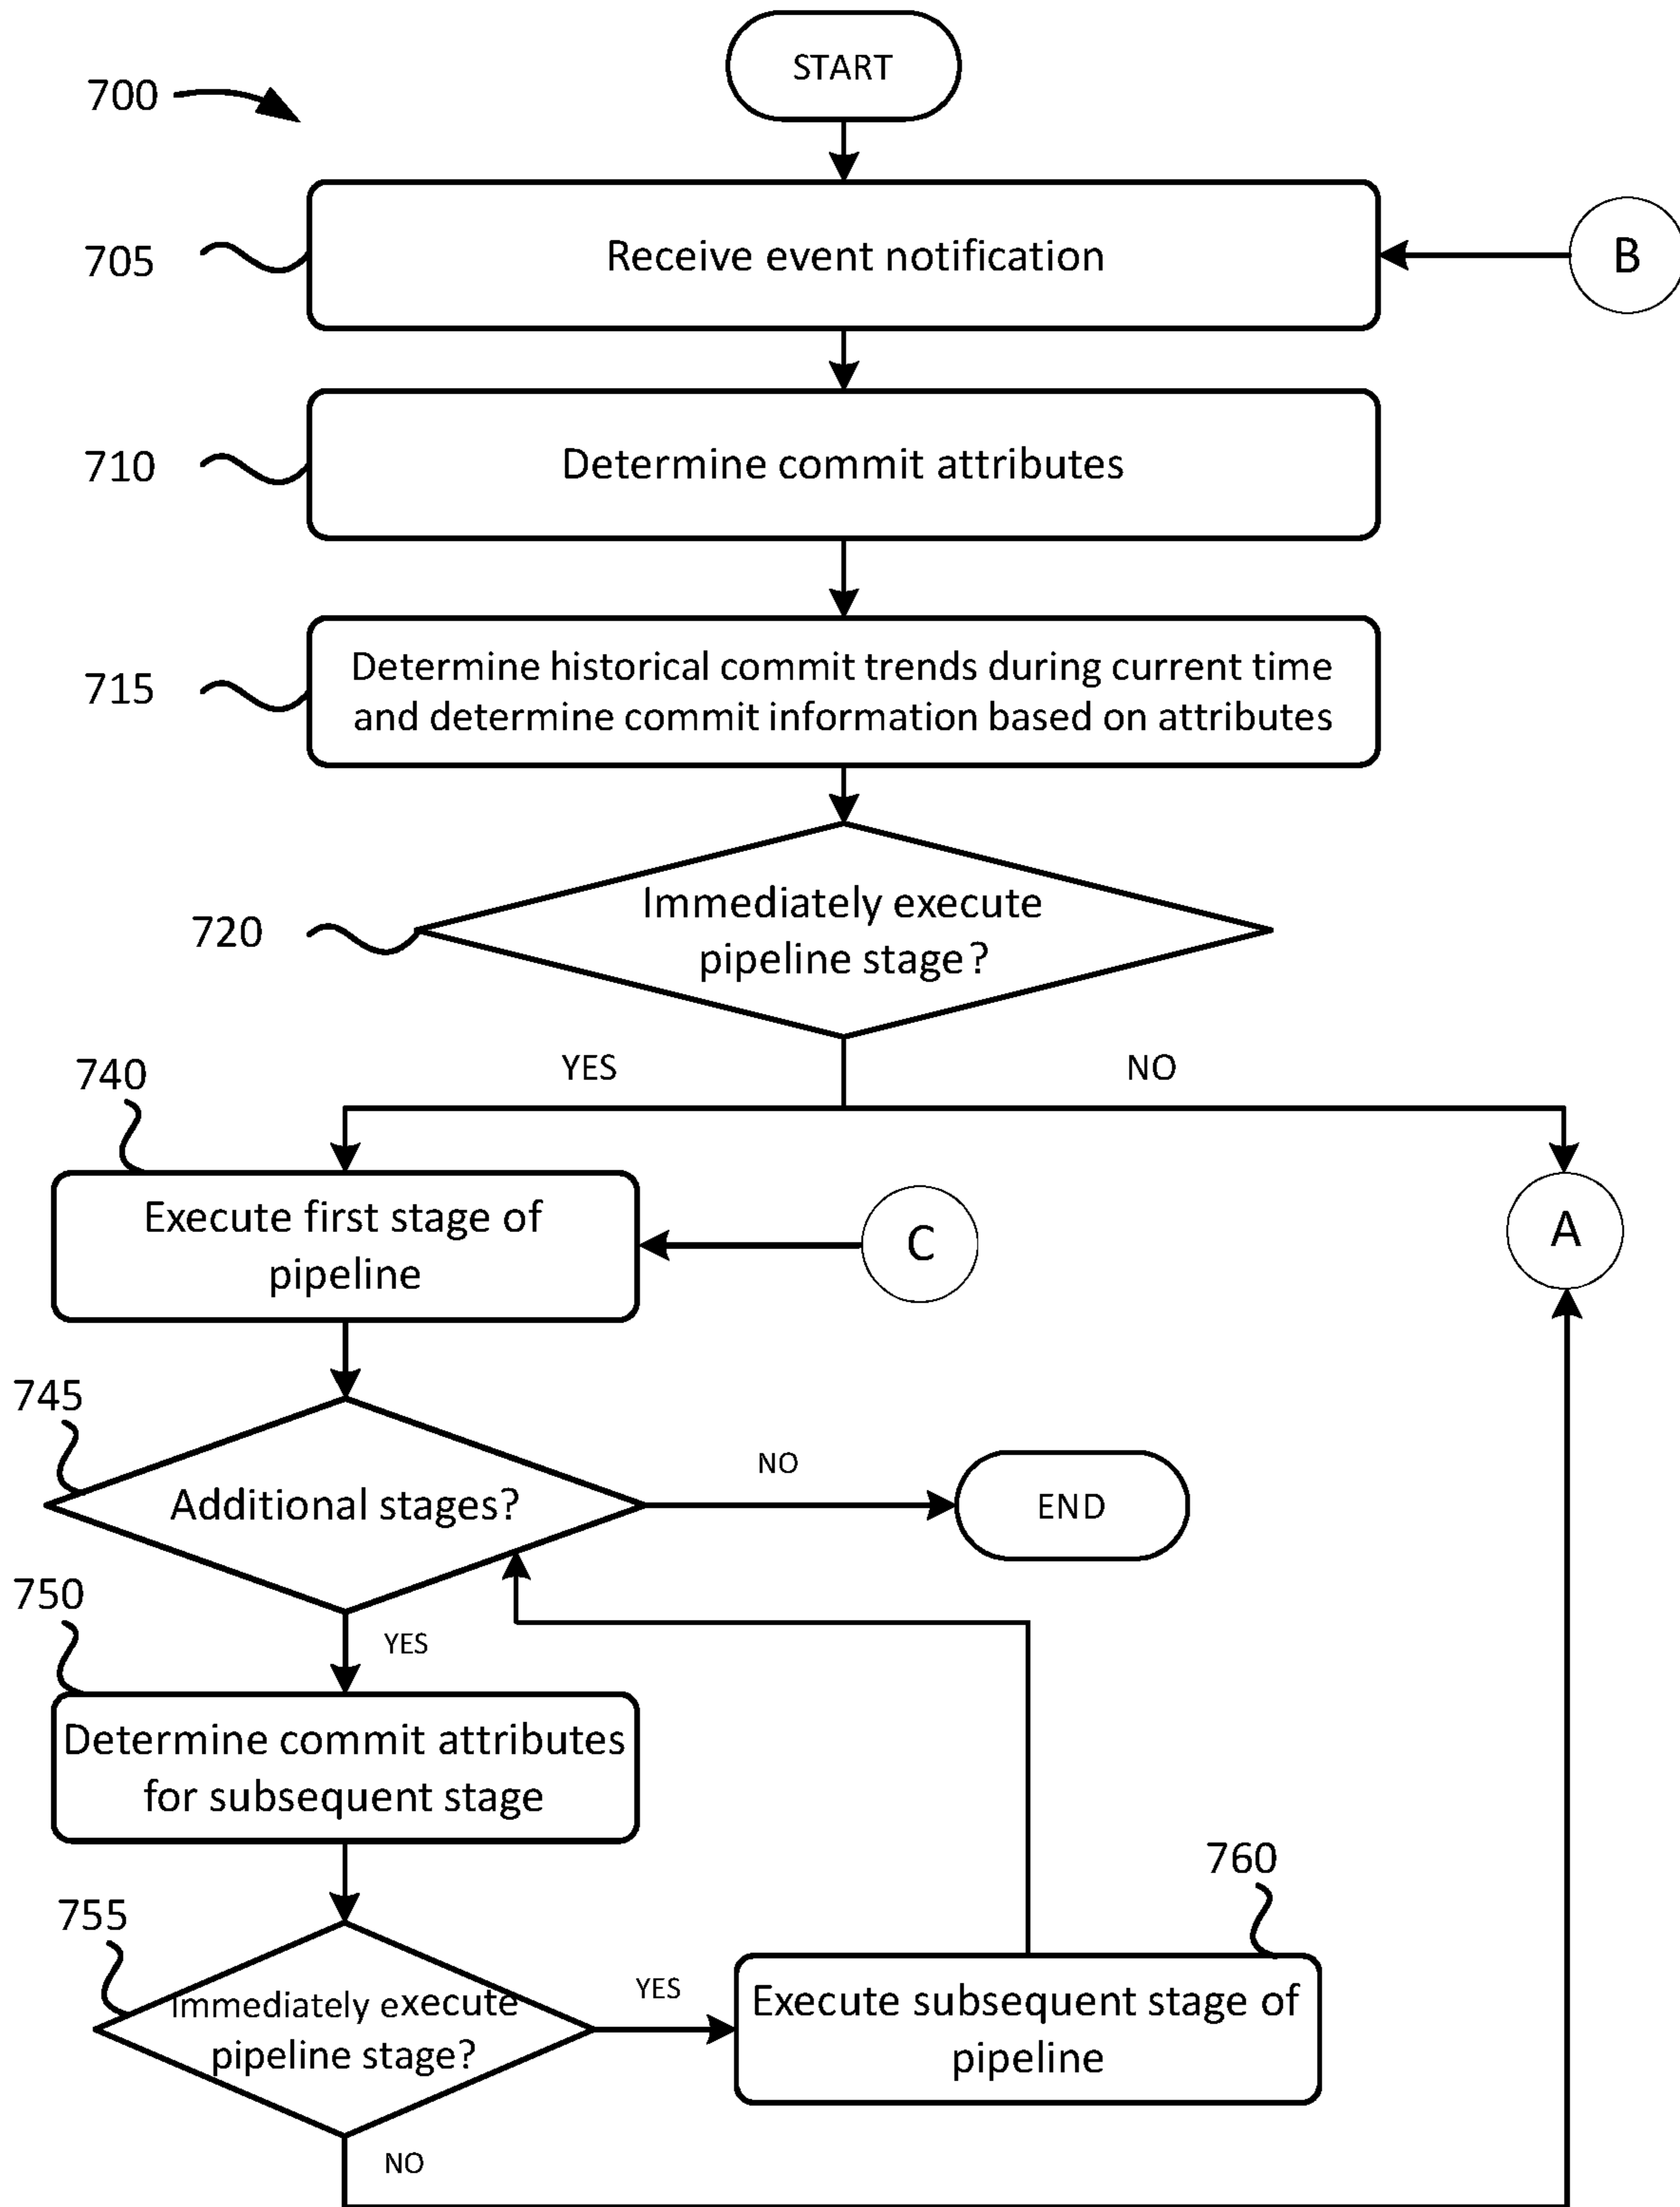 START
700
705
Receive event notification
B
710
Determine commit attributes
715
Determine historical commit trends during current time
and determine commit information based on attributes
720
Immediately execute
pipeline stage?
YES
NO
740
Execute first stage of
pipeline
C
A
745
Additional stages?
NO
END
750
YES
Determine commit attributes
for subsequent stage
755
Immediately execute
pipeline stage?
YES
760
Execute subsequent stage of
pipeline
NO